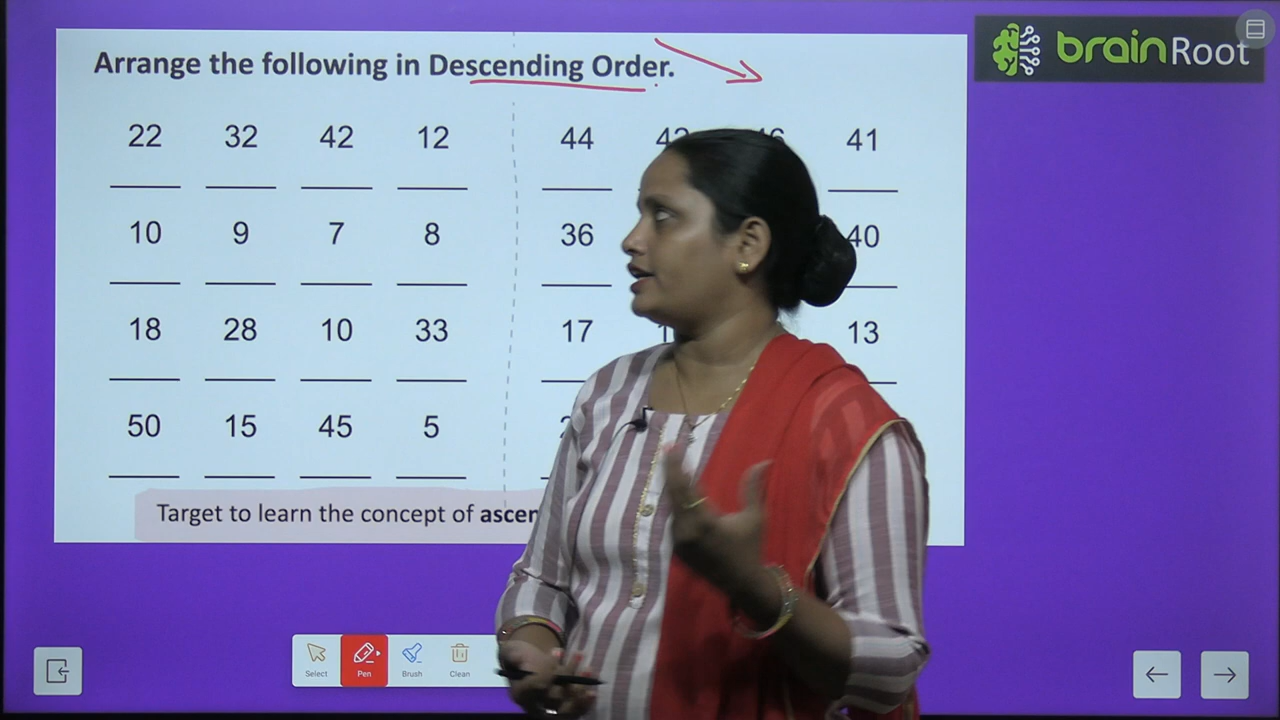 brainRoot
Arrange the following in Descending Order.
22 32 42 12
44 41
10 9 7 8
36 40
18 28 10 33
17 13
50 15 45 5
Target to learn the concept of
Select Pen Brush Clean